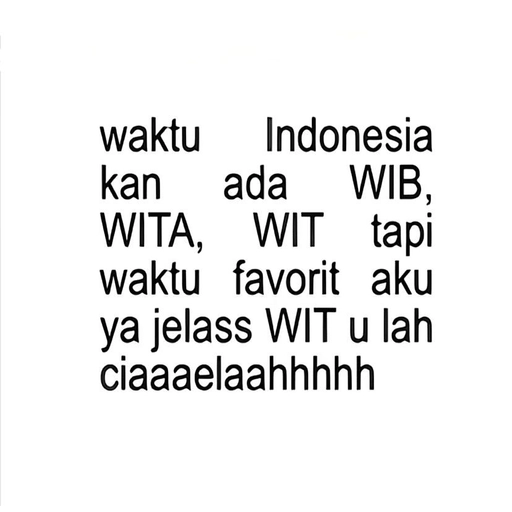 waktu Indonesia
kan ada WIB,
WITA, WIT tapi
waktu favorit aku
ya jelass WIT u lah
ciaaaelaahhhhh